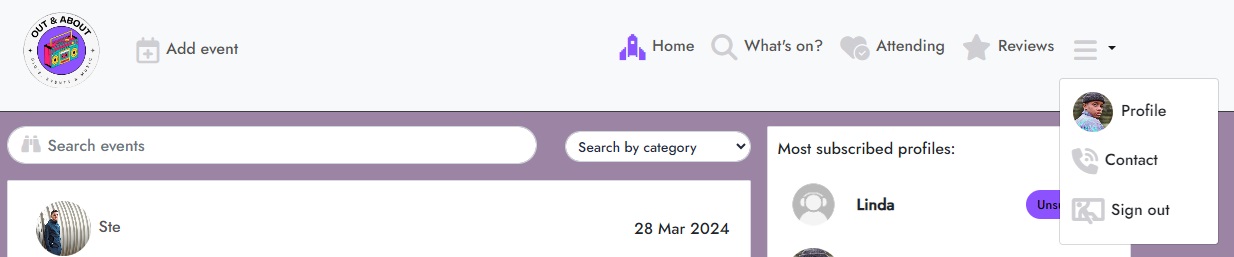 OUT & ABOUT
Add event
Home
What's on?
Attending
Reviews
Profile
Contact
Sign out
Search events
Search by category
Most subscribed profiles:
Linda
Ste
28 Mar 2024